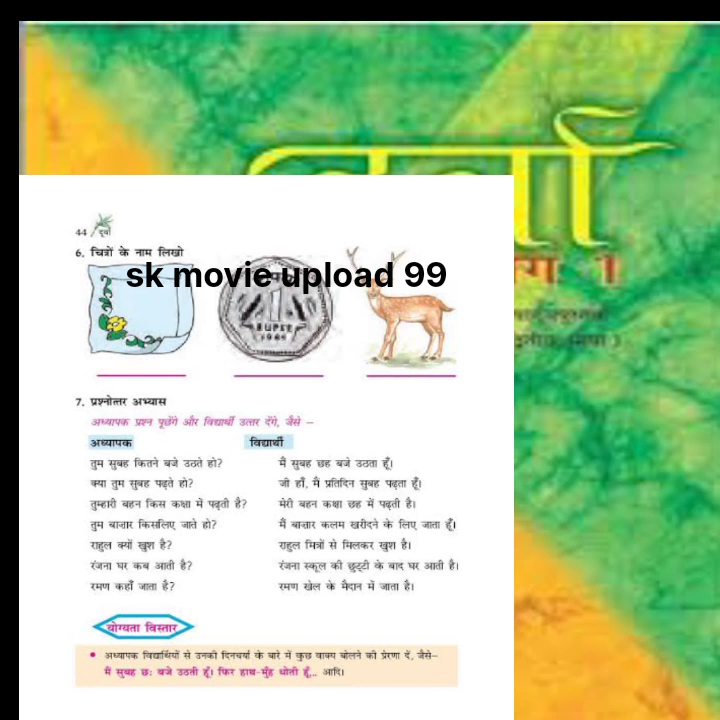 दूर्वा
भाग 1
44 दूर्वा
6. चित्रों के नाम लिखो
sk movie upload 99
1
RUPEE
7. प्रश्नोत्तर अभ्यास
अध्यापक प्रश्न पूछेंगे और विद्यार्थी उत्तर देंगे, जैसे –
अध्यापक विद्यार्थी
तुम सुबह कितने बजे उठते हो? मैं सुबह छह बजे उठता हूँ।
क्या तुम सुबह पढ़ते हो? जी हाँ, मैं प्रतिदिन सुबह पढ़ता हूँ।
तुम्हारी बहन किस कक्षा में पढ़ती है? मेरी बहन कक्षा छह में पढ़ती है।
तुम बाज़ार किसलिए जाते हो? मैं बाज़ार कलम खरीदने के लिए जाता हूँ।
राहुल क्यों खुश है? राहुल मित्रों से मिलकर खुश है।
रंजना घर कब आती है? रंजना स्कूल की छुट्टी के बाद घर आती है।
रमण कहाँ जाता है? रमण खेल के मैदान में जाता है।
योग्यता विस्तार
• अध्यापक विद्यार्थियों से उनकी दिनचर्या के बारे में कुछ वाक्य बोलने की प्रेरणा दें, जैसे–
मैं सुबह छः बजे उठती हूँ। फिर हाथ-मुँह धोती हूँ... आदि।